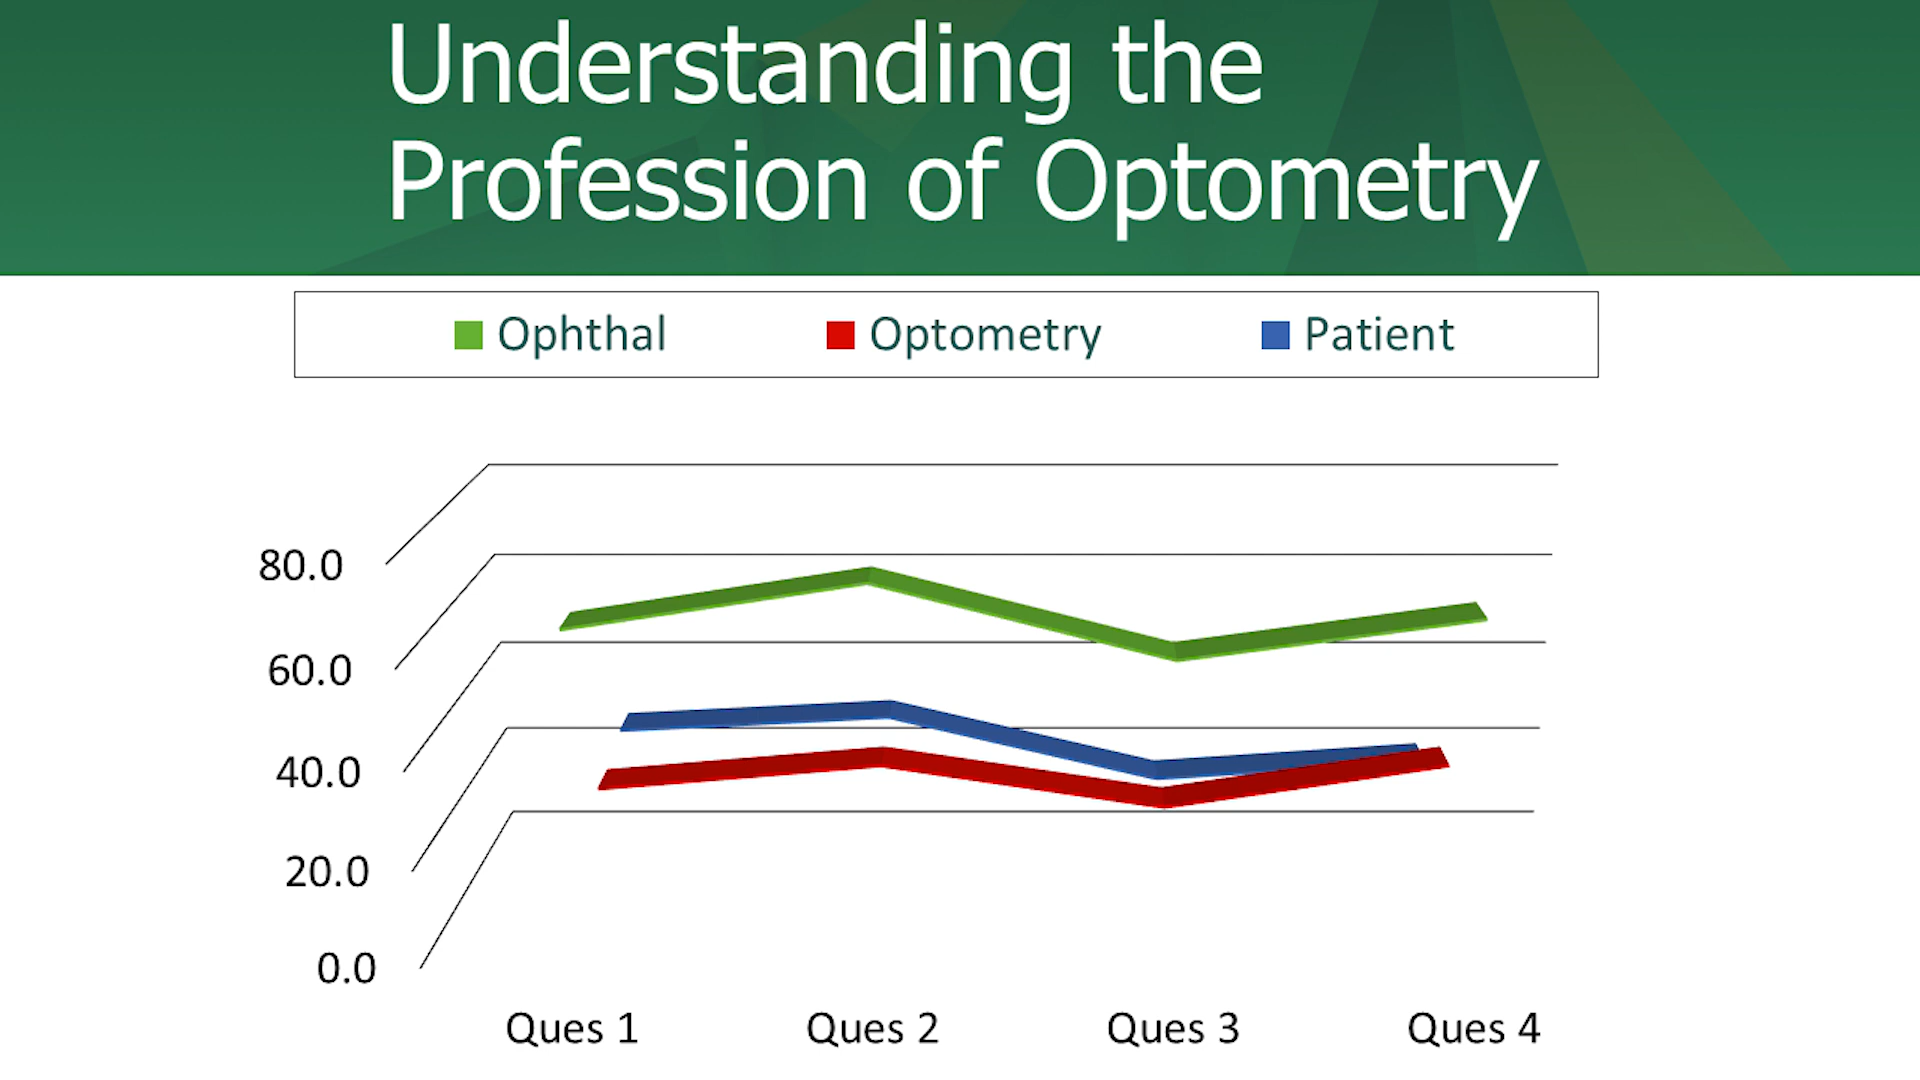 Understanding the
Profession of Optometry
Ophthal Optometry Patient
80.0
60.0
40.0
20.0
0.0
Ques 1 Ques 2 Ques 3 Ques 4